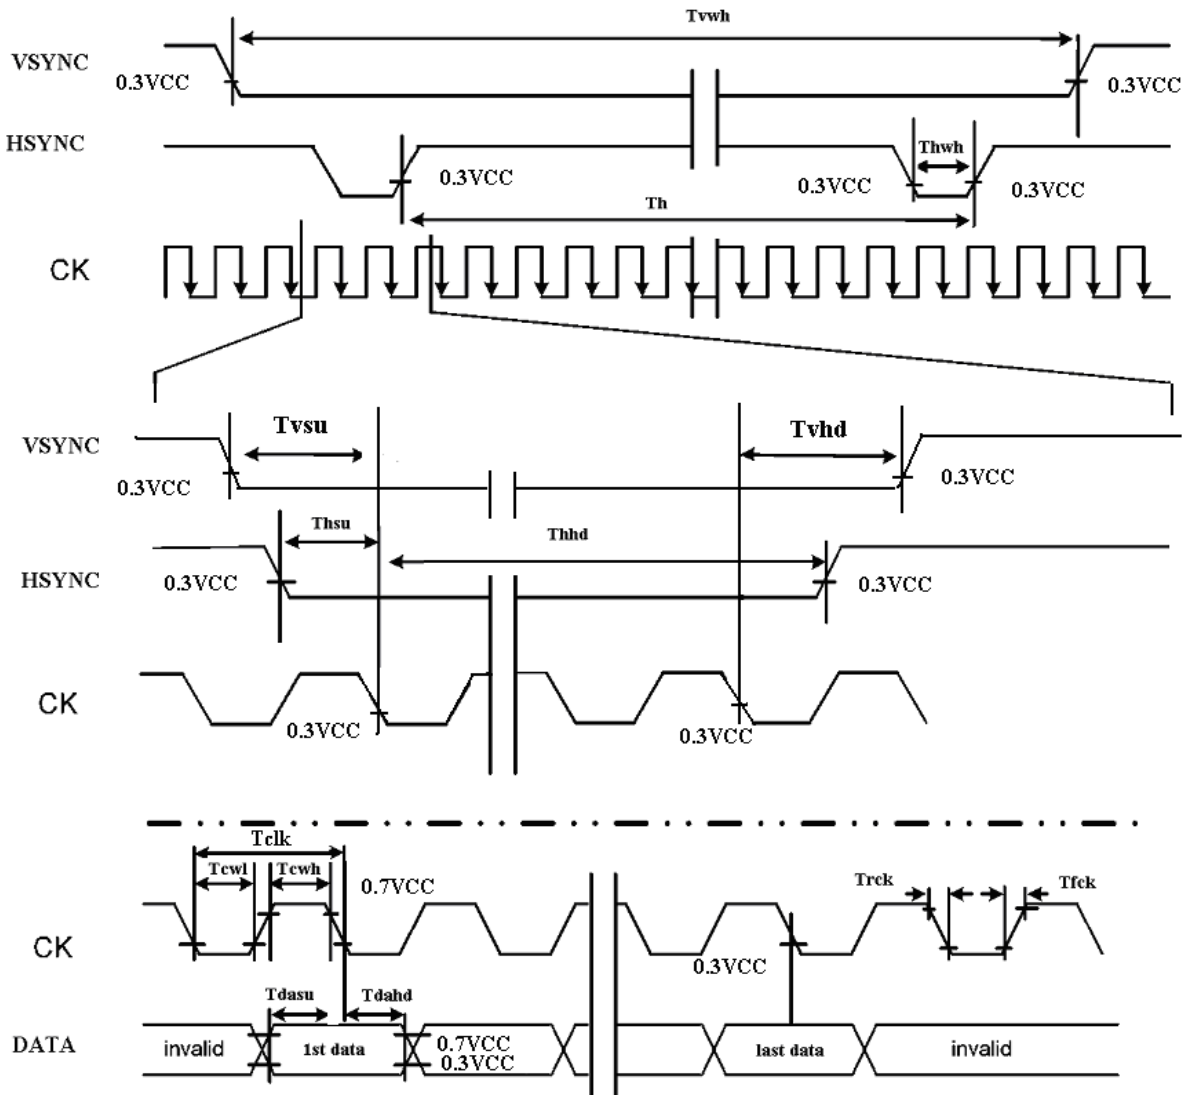 Tvwh
VSYNC
0.3VCC
0.3VCC
HSYNC
Thwh
0.3VCC
0.3VCC
0.3VCC
Th
CK
Tvsu
Tvhd
VSYNC
0.3VCC
0.3VCC
Thsu
Thhd
HSYNC
0.3VCC
0.3VCC
CK
0.3VCC
0.3VCC
Tclk
Tcwl
Tcwh
0.7VCC
Trck
Tfck
CK
0.3VCC
Tdasu
Tdahd
DATA
invalid
1st data
0.7VCC
0.3VCC
last data
invalid